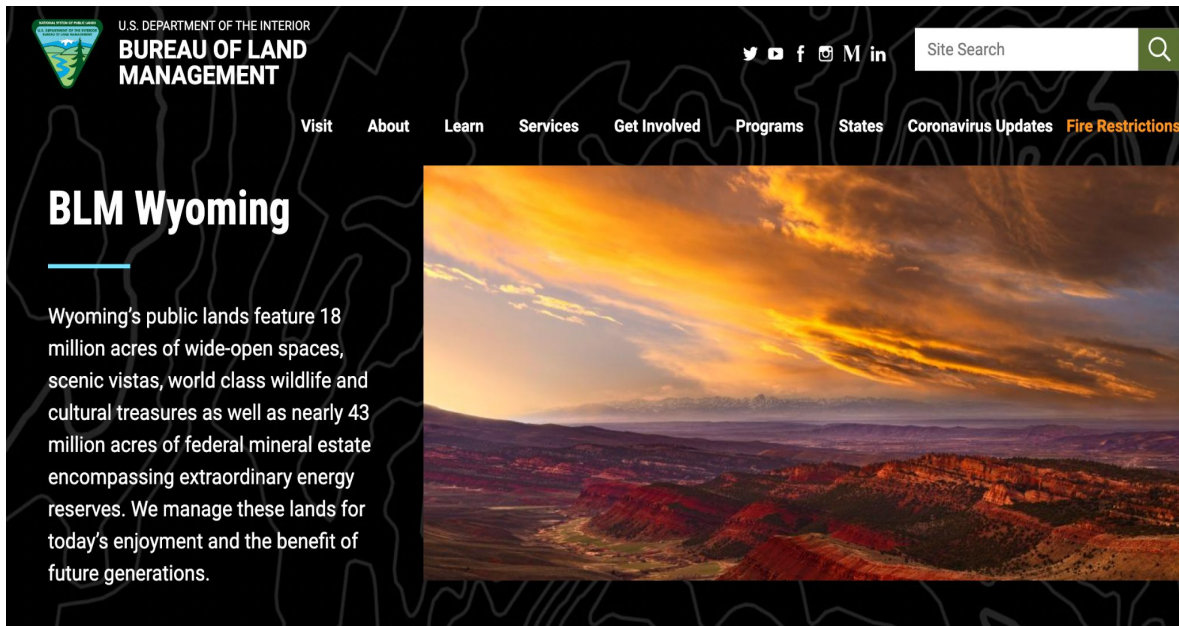 U.S. DEPARTMENT OF THE INTERIOR
BUREAU OF LAND
MANAGEMENT
Site Search
Visit About Learn Services Get Involved Programs States Coronavirus Updates Fire Restrictions
BLM Wyoming
Wyoming's public lands feature 18
million acres of wide-open spaces,
scenic vistas, world class wildlife and
cultural treasures as well as nearly 43
million acres of federal mineral estate
encompassing extraordinary energy
reserves. We manage these lands for
today's enjoyment and the benefit of
future generations.